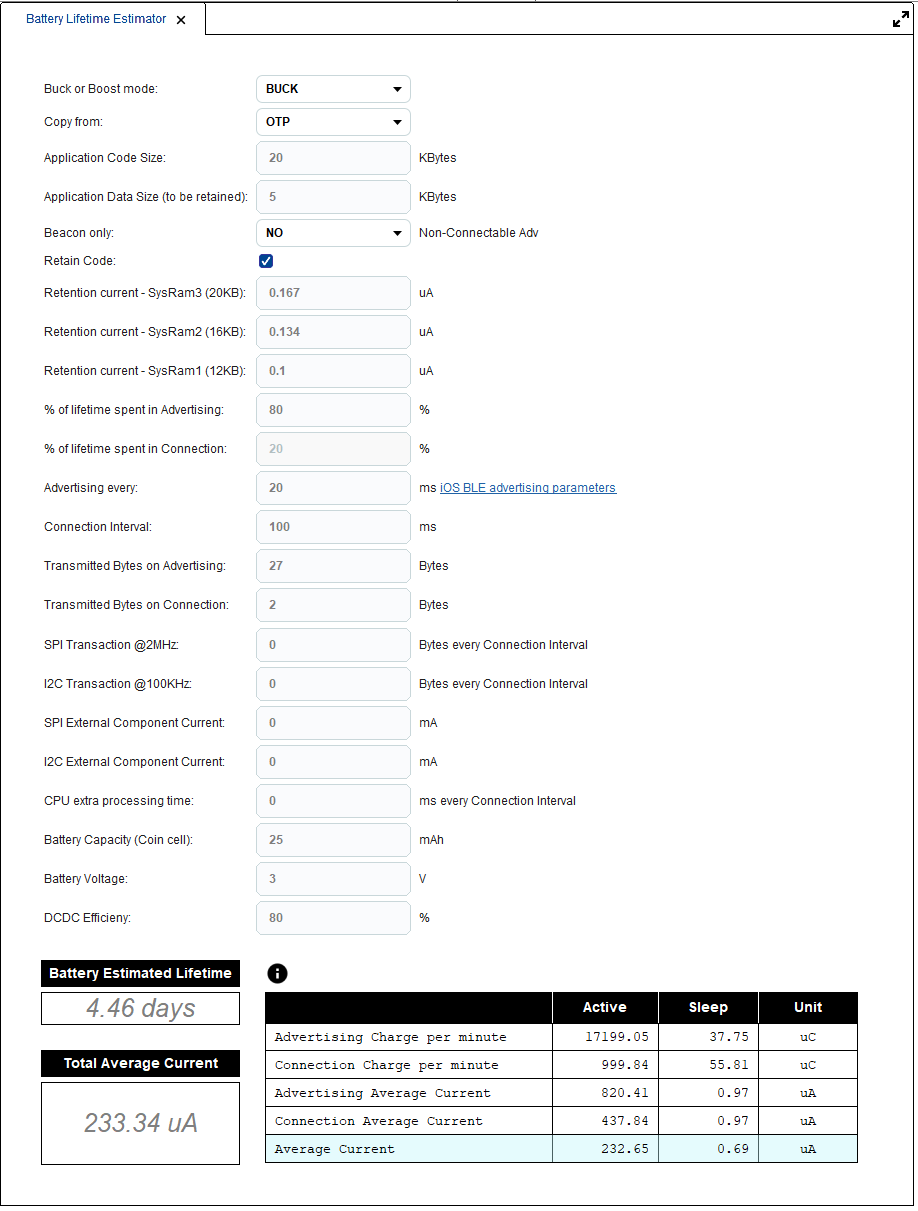 Battery Lifetime Estimator
Buck or Boost mode: BUCK
Copy from: OTP
Application Code Size: 20 KBytes
Application Data Size (to be retained): 5 KBytes
Beacon only: NO Non-Connectable Adv
Retain Code:
Retention current - SysRam3 (20KB): 0.167 uA
Retention current - SysRam2 (16KB): 0.134 uA
Retention current - SysRam1 (12KB): 0.1 uA
% of lifetime spent in Advertising: 80 %
% of lifetime spent in Connection: 20 %
Advertising every: 20 ms iOS BLE advertising parameters
Connection Interval: 100 ms
Transmitted Bytes on Advertising: 27 Bytes
Transmitted Bytes on Connection: 2 Bytes
SPI Transaction @2MHz: 0 Bytes every Connection Interval
I2C Transaction @100KHz: 0 Bytes every Connection Interval
SPI External Component Current: 0 mA
I2C External Component Current: 0 mA
CPU extra processing time: 0 ms every Connection Interval
Battery Capacity (Coin cell): 25 mAh
Battery Voltage: 3 V
DCDC Efficieny: 80 %
Battery Estimated Lifetime
4.46 days
Total Average Current
233.34 uA
Active Sleep Unit
Advertising Charge per minute 17199.05 37.75 uC
Connection Charge per minute 999.84 55.81 uC
Advertising Average Current 820.41 0.97 uA
Connection Average Current 437.84 0.97 uA
Average Current 232.65 0.69 uA